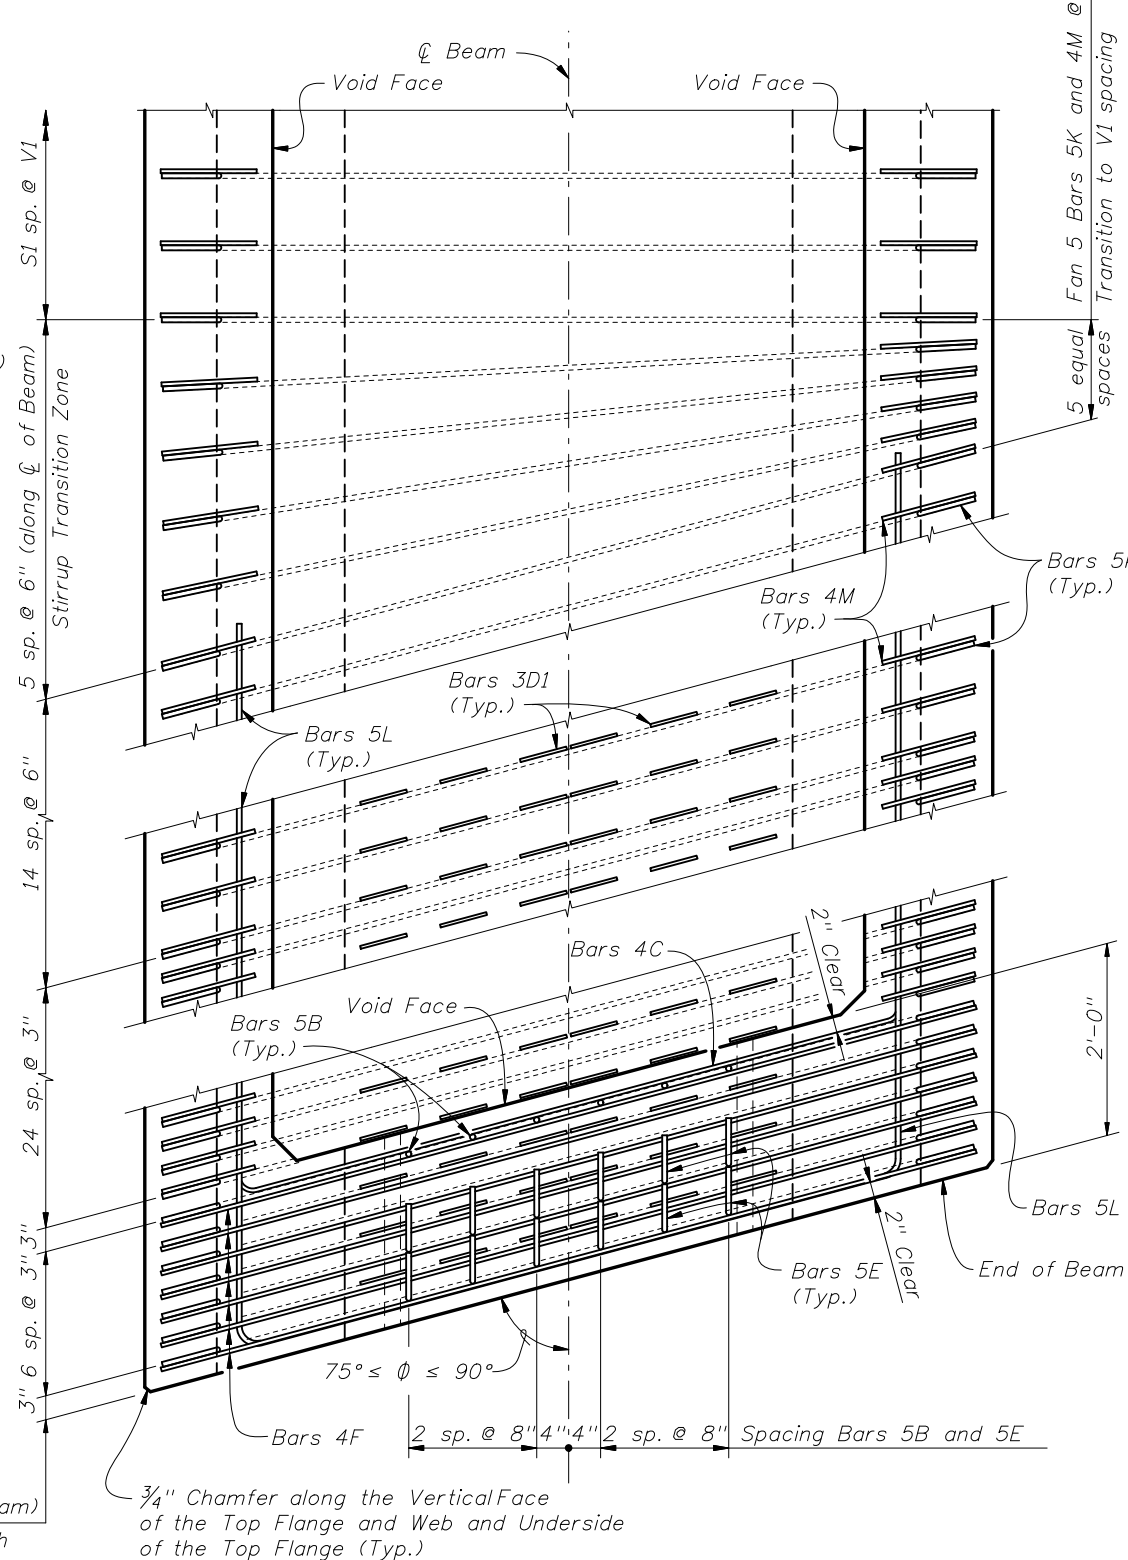 ℄ Beam
Void Face
Void Face
S1 sp. @ V1
5 sp. @ 6" (along ℄ of Beam)
Stirrup Transition Zone
14 sp. @ 6"
24 sp. @ 3"
3"
6 sp. @ 3"
3"
Fan 5 Bars 5K and 4M @
Transition to V1 spacing
5 equal
spaces
Bars 4M
(Typ.)
(Typ.)
Bars 3D1
(Typ.)
Bars 5L
(Typ.)
Bars 4C
2" Clear
Void Face
Bars 5B
(Typ.)
2'-0"
Bars 5L
Bars 5E
(Typ.)
2" Clear
End of Beam
75° ≤ ϕ ≤ 90°
Bars 4F
2 sp. @ 8" 4" 4" 2 sp. @ 8" Spacing Bars 5B and 5E
¾" Chamfer along the Vertical Face
of the Top Flange and Web and Underside
of the Top Flange (Typ.)